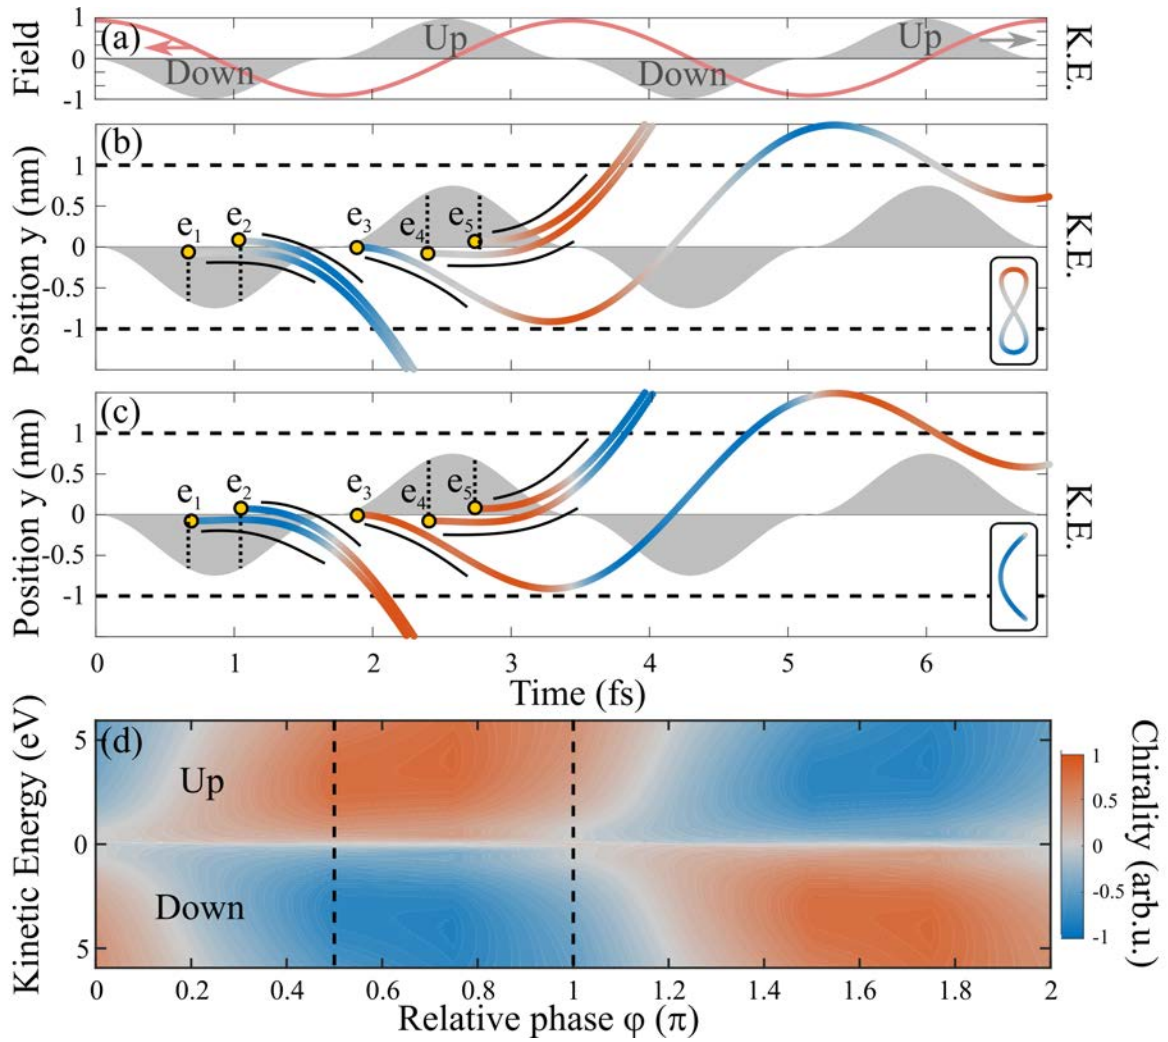 (a)
Field
1
0
-1
Down
Up
Down
Up
K.E.
(b)
Position y (nm)
1
0.5
0
-0.5
-1
e1
e2
e3
e4
e5
K.E.
(c)
Position y (nm)
1
0.5
0
-0.5
-1
e1
e2
e3
e4
e5
K.E.
0 1 2 3 4 5 6
Time (fs)
(d)
Kinetic Energy (eV)
5
0
5
Up
Down
0 0.2 0.4 0.6 0.8 1 1.2 1.4 1.6 1.8 2
Relative phase φ (π)
1
0.5
0
-0.5
-1
Chirality (arb.u.)